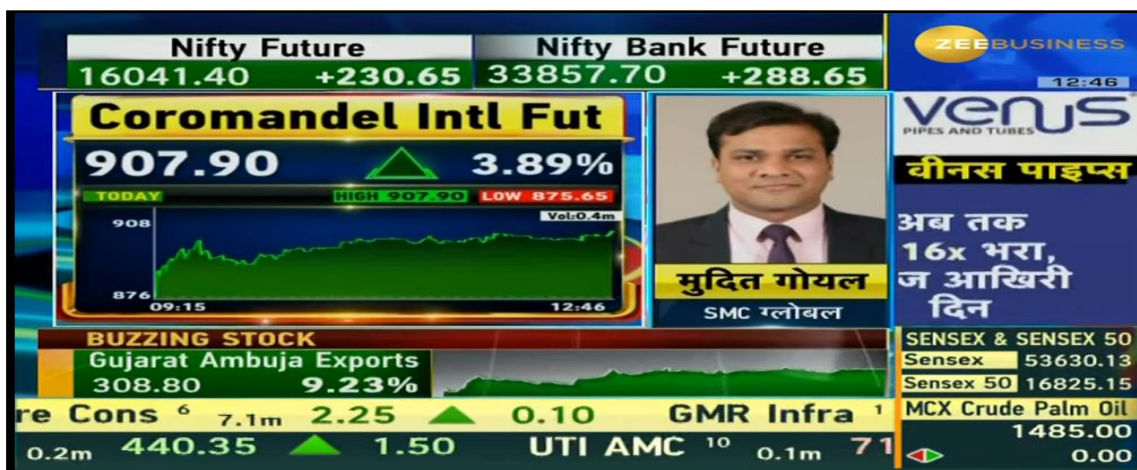 Nifty Future
Nifty Bank Future
16041.40 +230.65
33857.70 +288.65
ZEEBUSINESS
12:46
Coromandel Intl Fut
907.90 3.89%
TODAY HIGH 907.90 LOW 875.65
Vol:0.4m
908
876
09:15 12:46
मुदित गोयल
SMC ग्लोबल
venus
PIPES AND TUBES
वीनस पाइप्स
अब तक
16x भरा,
ज आखिरी
दिन
BUZZING STOCK
Gujarat Ambuja Exports
308.80 9.23%
SENSEX & SENSEX 50
Sensex 53630.13
Sensex 50 16825.15
MCX Crude Palm Oil
1485.00
0.00
re Cons 6 7.1m 2.25 0.10 GMR Infra 1
0.2m 440.35 1.50 UTI AMC 10 0.1m 71